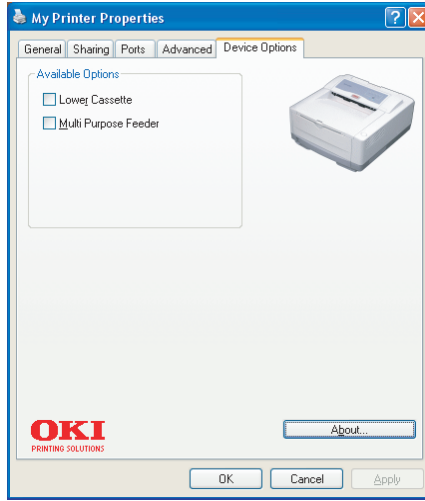 My Printer Properties
General Sharing Ports Advanced Device Options
Available Options
Lower Cassette
Multi Purpose Feeder
OKI
PRINTING SOLUTIONS
About...
OK Cancel Apply